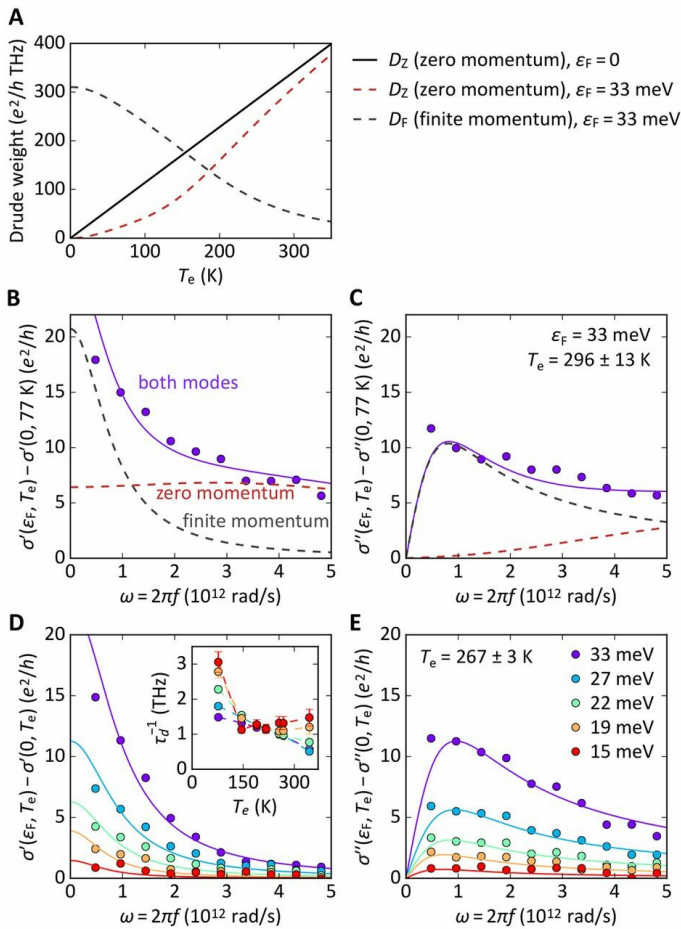 A
400
300
200
100
0
Drude weight (e²/h THz)
0 100 200 300
Tₑ (K)
D_Z (zero momentum), ε_F = 0
D_Z (zero momentum), ε_F = 33 meV
D_F (finite momentum), ε_F = 33 meV
B
20
15
10
5
0
σ′(ε_F, Tₑ) − σ′(0, 77 K) (e²/h)
both modes
zero momentum
finite momentum
0 1 2 3 4 5
ω = 2πf (10¹² rad/s)
C
20
15
10
5
0
σ″(ε_F, Tₑ) − σ″(0, 77 K) (e²/h)
ε_F = 33 meV
Tₑ = 296 ± 13 K
0 1 2 3 4 5
ω = 2πf (10¹² rad/s)
D
20
15
10
5
0
σ′(ε_F, Tₑ) − σ′(0, Tₑ) (e²/h)
3
2
1
0
τ_d⁻¹ (THz)
50 150 250 350
Tₑ (K)
0 1 2 3 4 5
ω = 2πf (10¹² rad/s)
E
20
15
10
5
0
σ″(ε_F, Tₑ) − σ″(0, Tₑ) (e²/h)
Tₑ = 267 ± 3 K
33 meV
27 meV
22 meV
19 meV
15 meV
0 1 2 3 4 5
ω = 2πf (10¹² rad/s)